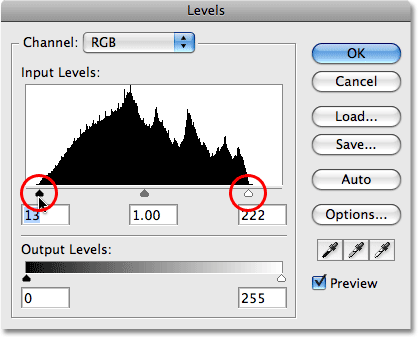 Levels
Channel: RGB
Input Levels:
13 1.00 222
Output Levels:
0 255
OK
Cancel
Load...
Save...
Auto
Options...
Preview